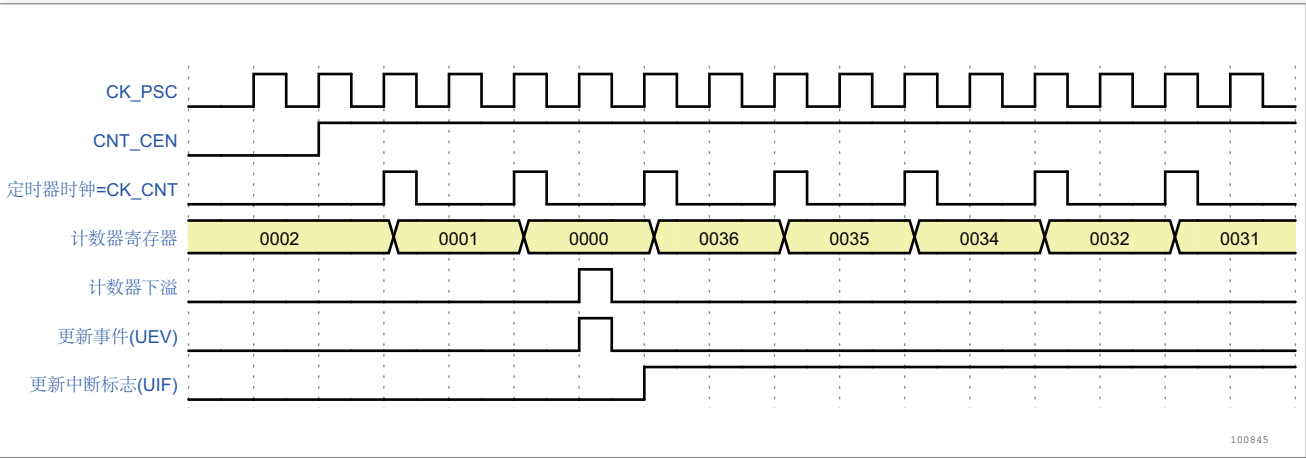 CK_PSC
CNT_CEN
定时器时钟=CK_CNT
计数器寄存器 0002 0001 0000 0036 0035 0034 0032 0031
计数器下溢
更新事件(UEV)
更新中断标志(UIF)
100845